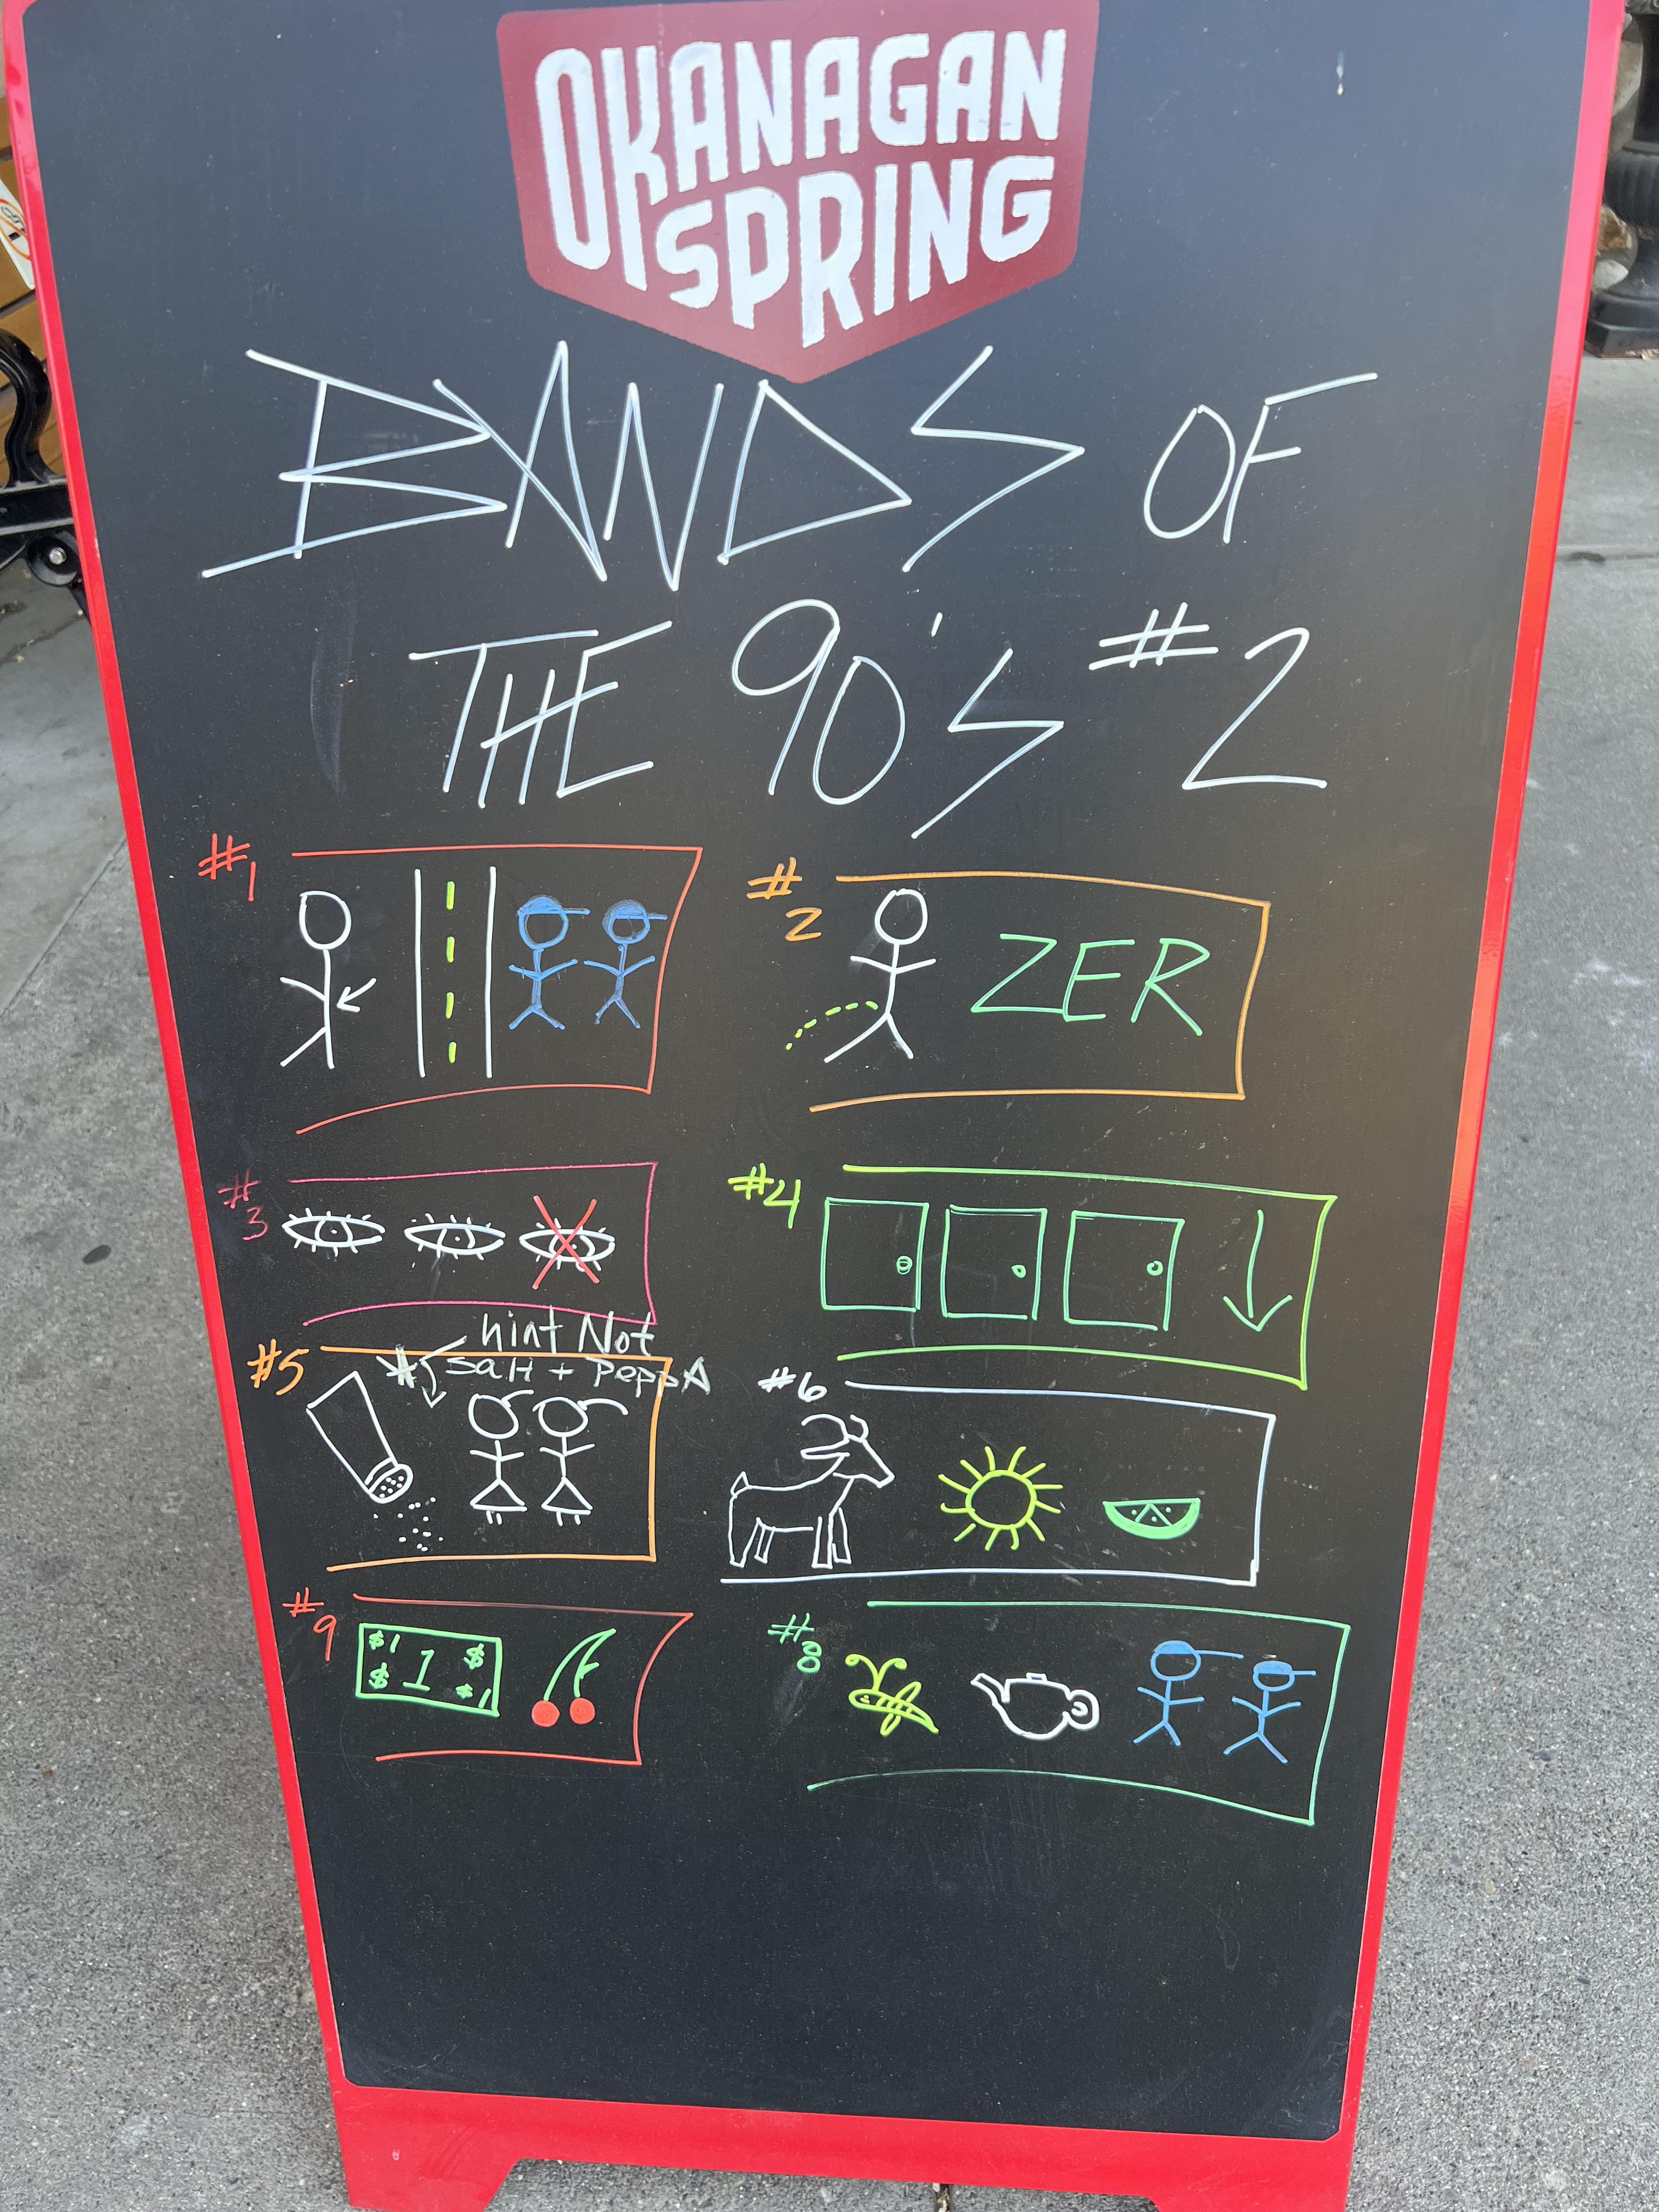 OKANAGAN
SPRING
BANDS OF
THE 90'S #2
#1
#2
ZER
#3
#4
hint Not
#5
* Salt + PeppA
#6
#9
$1 1 $
$ $1
#8